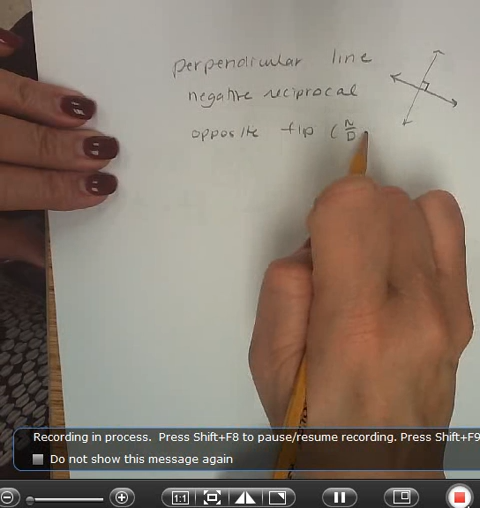 perpendicular line
negative reciprocal
opposite flip ( N/D
Recording in process. Press Shift+F8 to pause/resume recording. Press Shift+F9
Do not show this message again
1:1